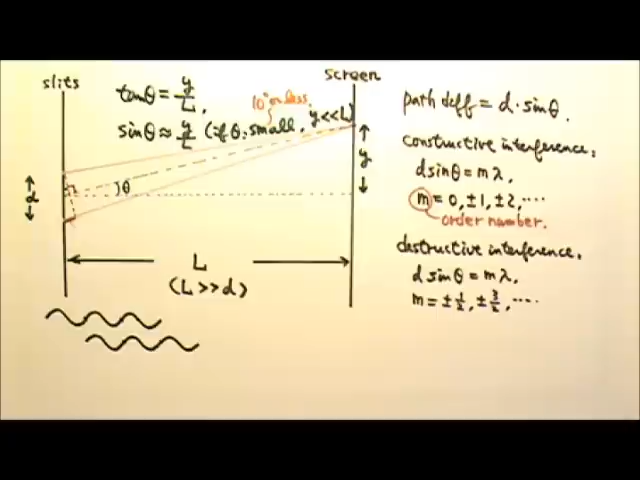 slits
screen
tanθ = y/L,
10° or less.
sinθ ≈ y/L (if θ: small, y<<L)
d
θ
y
L
(L >> d)
path diff = d · sinθ.
constructive interference:
d sinθ = mλ,
m = 0, ±1, ±2, ....
order number.
destructive interference:
d sinθ = mλ,
m = ±1/2, ±3/2, ....